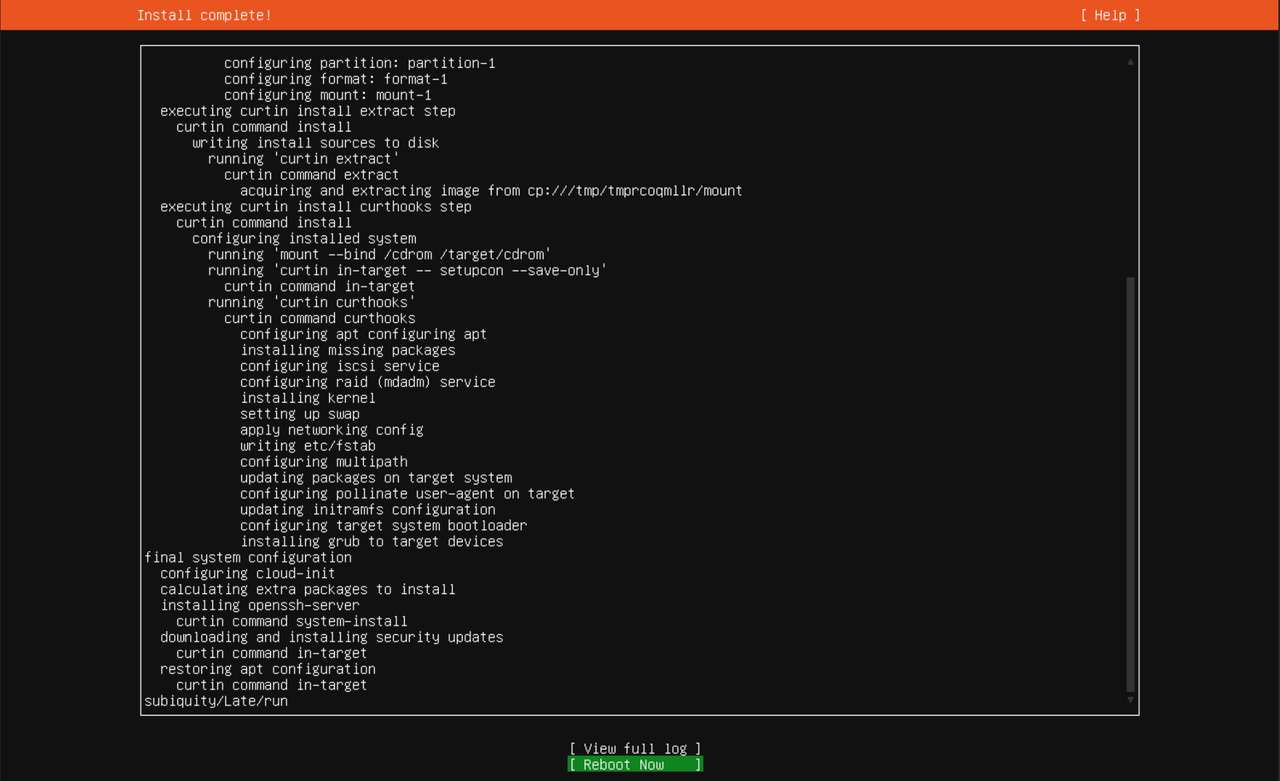 Install complete!
[ Help ]
configuring partition: partition-1
configuring format: format-1
configuring mount: mount-1
executing curtin install extract step
curtin command install
writing install sources to disk
running 'curtin extract'
curtin command extract
acquiring and extracting image from cp:///tmp/tmprcoqmllr/mount
executing curtin install curthooks step
curtin command install
configuring installed system
running 'mount --bind /cdrom /target/cdrom'
running 'curtin in-target -- setupcon --save-only'
curtin command in-target
running 'curtin curthooks'
curtin command curthooks
configuring apt configuring apt
installing missing packages
configuring iscsi service
configuring raid (mdadm) service
installing kernel
setting up swap
apply networking config
writing etc/fstab
configuring multipath
updating packages on target system
configuring pollinate user-agent on target
updating initramfs configuration
configuring target system bootloader
installing grub to target devices
final system configuration
configuring cloud-init
calculating extra packages to install
installing openssh-server
curtin command system-install
downloading and installing security updates
curtin command in-target
restoring apt configuration
curtin command in-target
subiquity/Late/run
[ View full log ]
[ Reboot Now ]